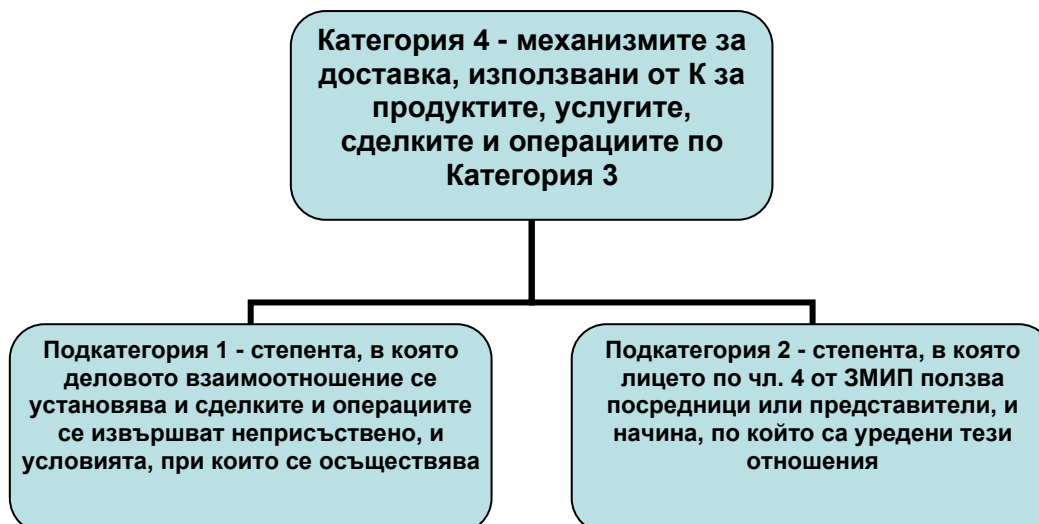 Категория 4 - механизмите за
доставка, използвани от К за
продуктите, услугите,
сделките и операциите по
Категория 3
Подкатегория 1 - степента, в която
деловото взаимоотношение се
установява и сделките и операциите
се извършват неприсъствено, и
условията, при които се осъществява
Подкатегория 2 - степента, в която
лицето по чл. 4 от ЗМИП ползва
посредници или представители, и
начина, по който са уредени тези
отношения